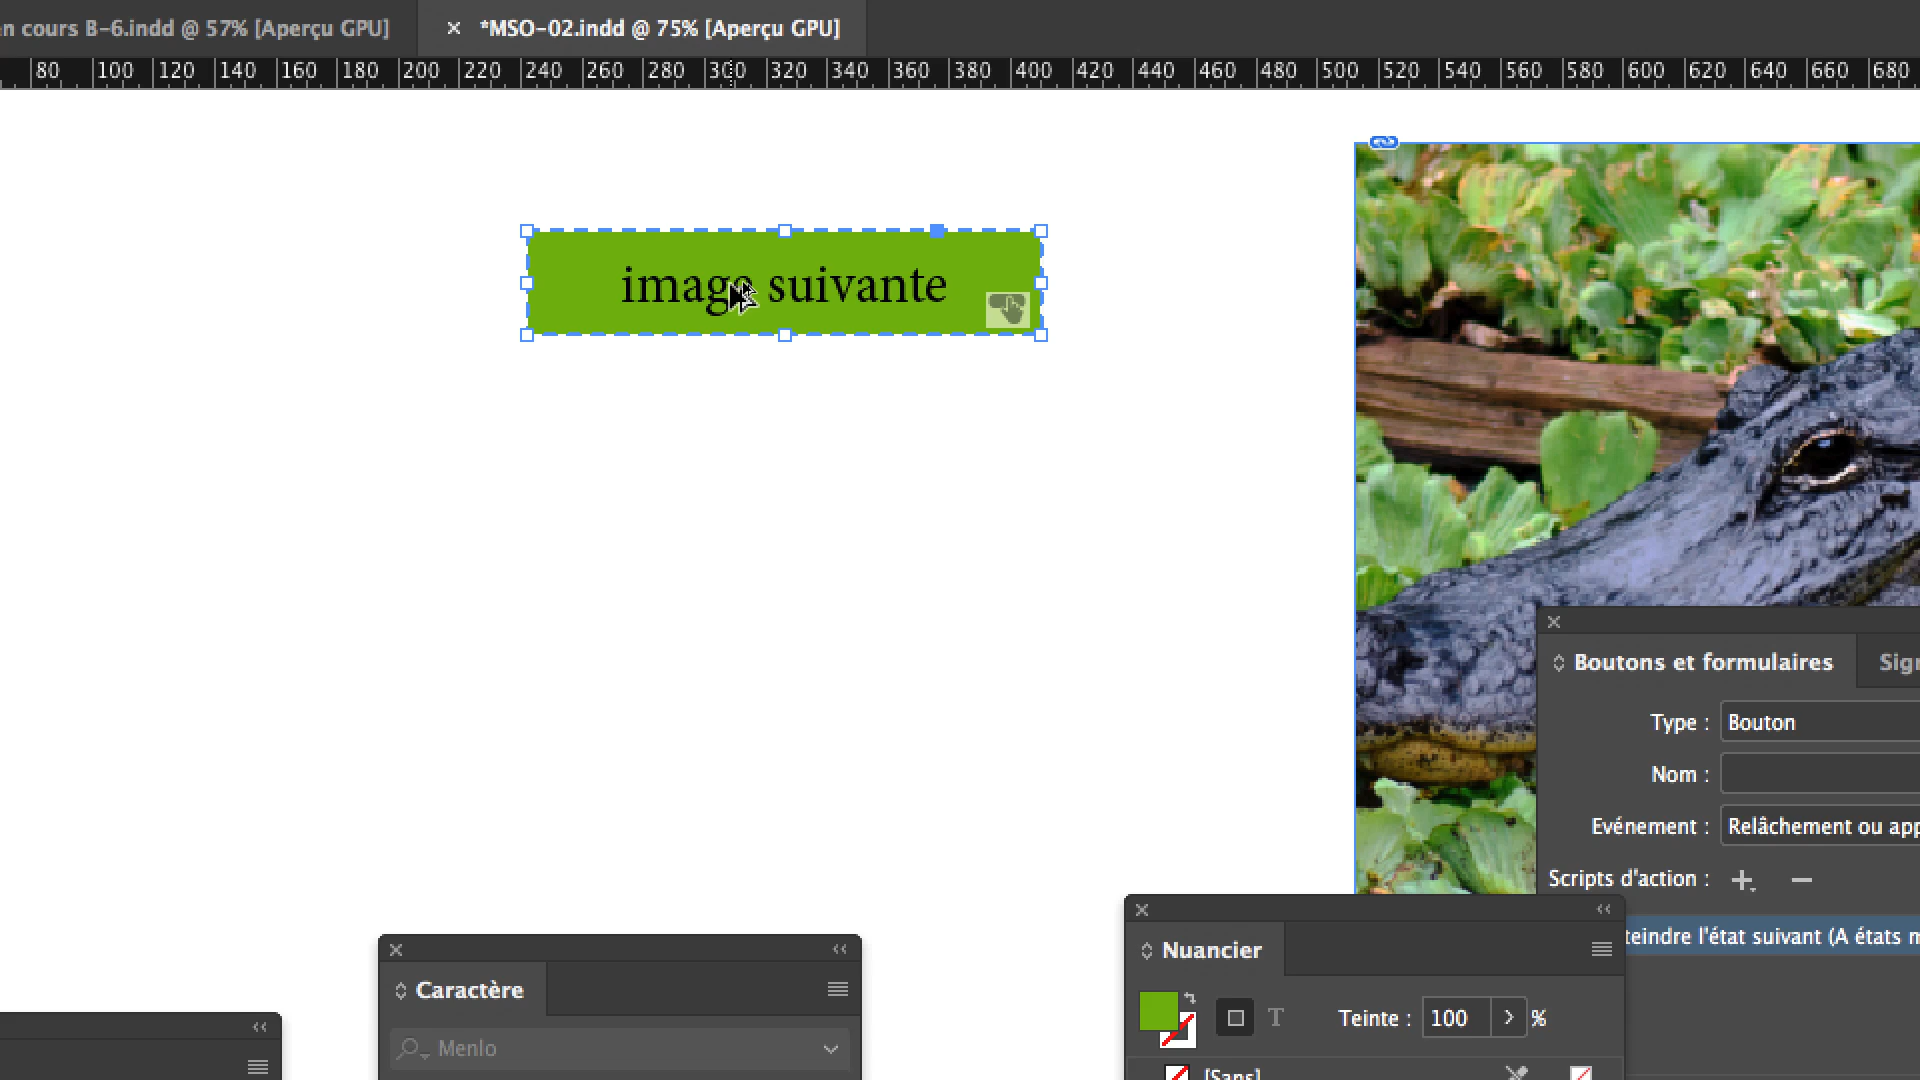 en cours B-6.indd @ 57% [Aperçu GPU]
*MSO-02.indd @ 75% [Aperçu GPU]
80 100 120 140 160 180 200 220 240 260 280 300 320 340 360 380 400 420 440 460 480 500 520 540 560 580 600 620 640 660 680
image suivante
Boutons et formulaires
Type : Bouton
Nom :
Evénement : Relâchement ou app
Scripts d'action :
teindre l'état suivant (A états m
Nuancier
Teinte : 100 %
[Sans]
Caractère
Menlo